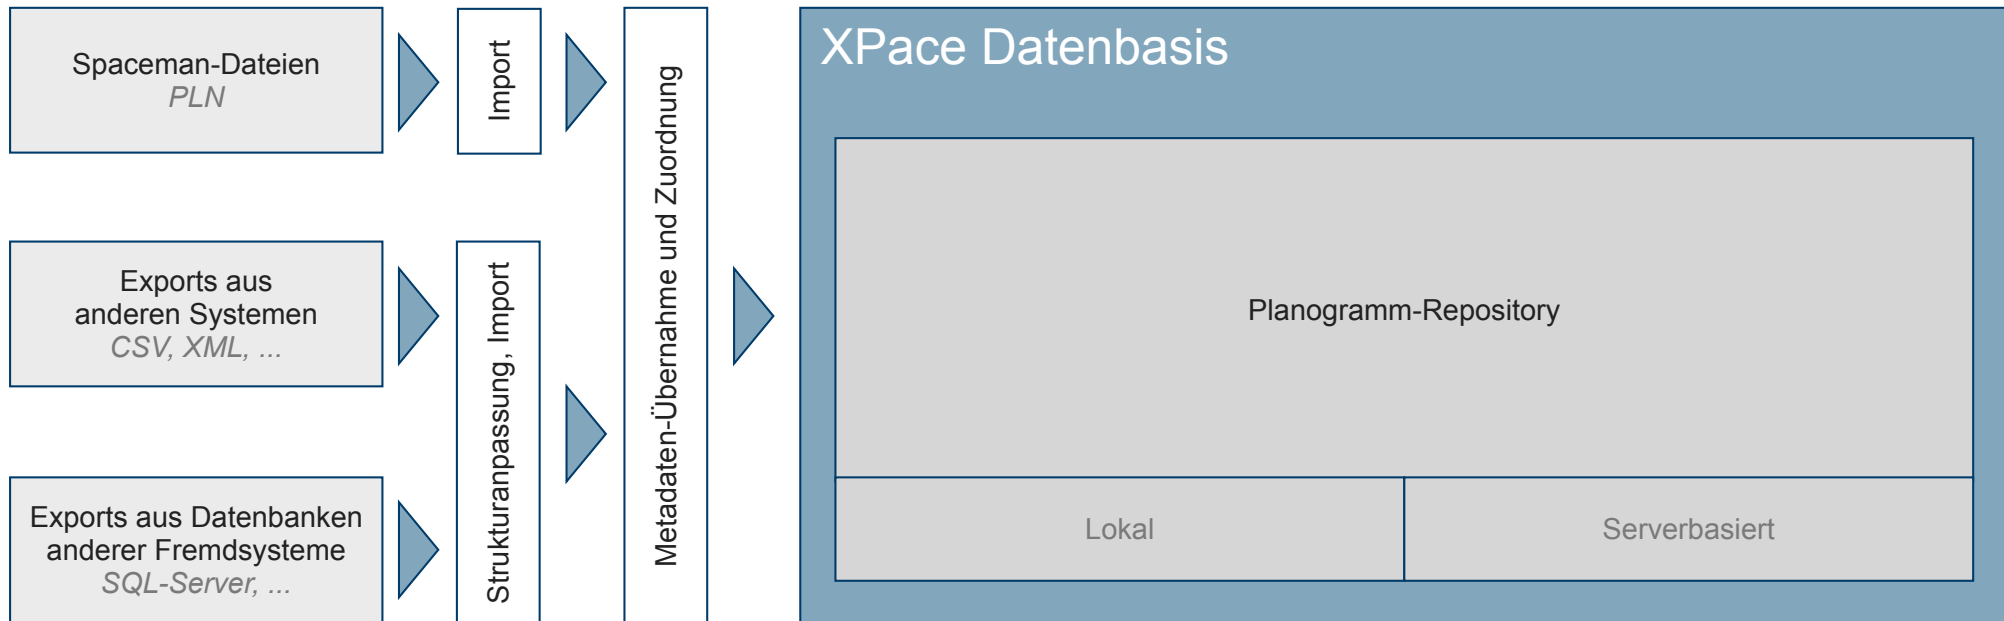 Spaceman-Dateien
PLN
Import
Exports aus
anderen Systemen
CSV, XML, ...
Exports aus Datenbanken
anderer Fremdsysteme
SQL-Server, ...
Strukturanpassung, Import
Metadaten-Übernahme und Zuordnung
XPace Datenbasis
Planogramm-Repository
Lokal
Serverbasiert